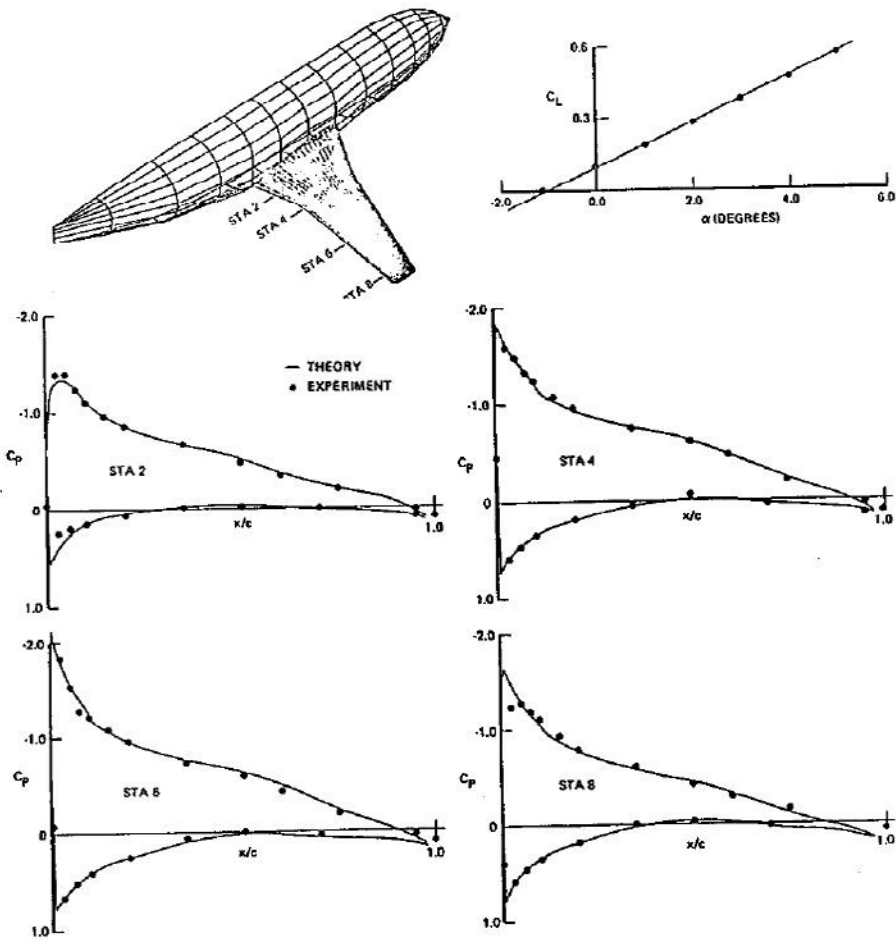 STA 2
STA 4
STA 6
STA 8
0.6
C_L
0.3
-2.0
0.0
2.0
4.0
6.0
α (DEGREES)
-2.0
-1.0
C_P
0
1.0
STA 2
x/c
1.0
— THEORY
● EXPERIMENT
-2.0
-1.0
C_P
0
1.0
STA 4
x/c
1.0
-2.0
-1.0
C_P
0
1.0
STA 6
x/c
1.0
-2.0
-1.0
C_P
0
1.0
STA 8
x/c
1.0